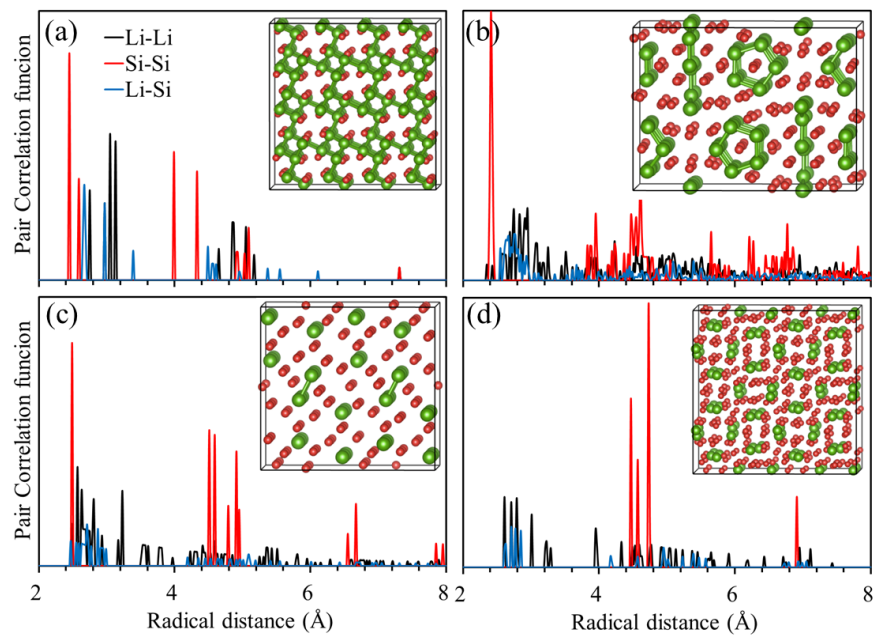 (a)
Li-Li
Si-Si
Li-Si
(b)
Pair Correlation funcion
(c)
(d)
Pair Correlation funcion
2 4 6 8
2 4 6 8
Radical distance (Å)
Radical distance (Å)